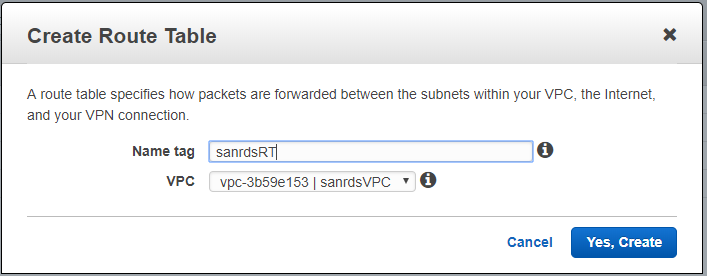 Create Route Table
A route table specifies how packets are forwarded between the subnets within your VPC, the Internet,
and your VPN connection.
Name tag sanrdsRT
VPC vpc-3b59e153 | sanrdsVPC
Cancel Yes, Create